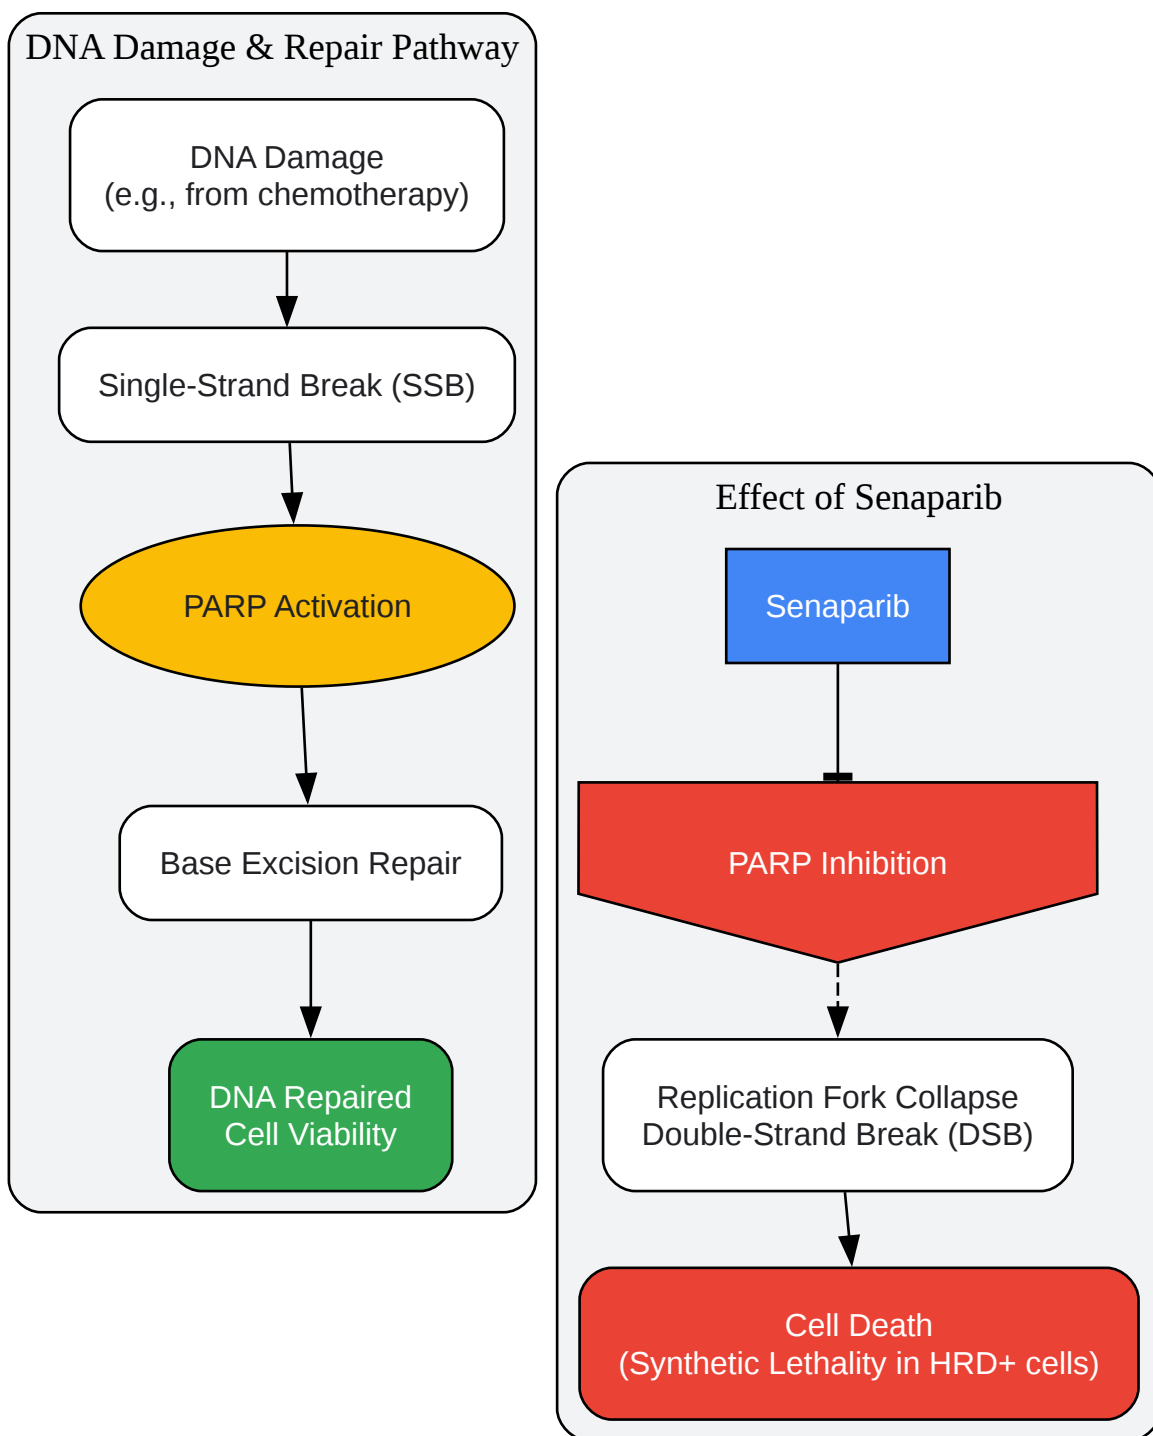 DNA Damage & Repair Pathway
DNA Damage
(e.g., from chemotherapy)
Single-Strand Break (SSB)
PARP Activation
Base Excision Repair
DNA Repaired
Cell Viability
Effect of Senaparib
Senaparib
PARP Inhibition
Replication Fork Collapse
Double-Strand Break (DSB)
Cell Death
(Synthetic Lethality in HRD+ cells)